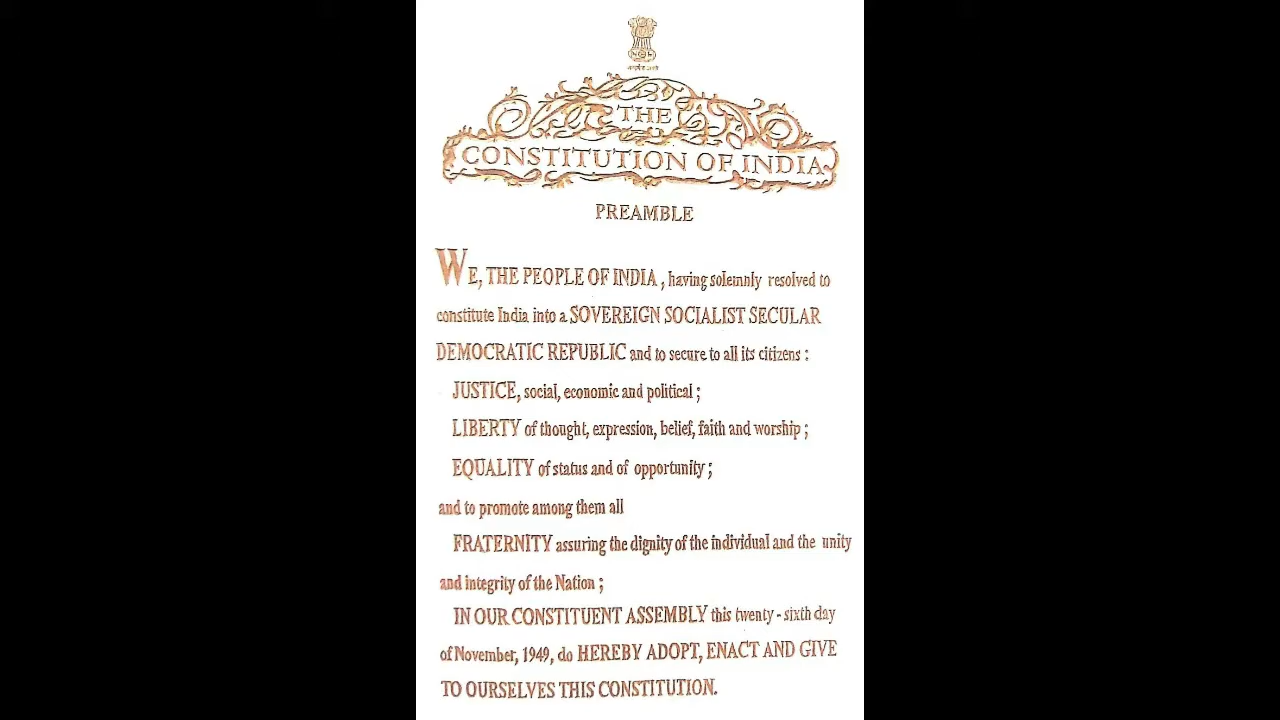 THE
CONSTITUTION OF INDIA
PREAMBLE
WE, THE PEOPLE OF INDIA, having solemnly resolved to
constitute India into a SOVEREIGN SOCIALIST SECULAR
DEMOCRATIC REPUBLIC and to secure to all its citizens :
JUSTICE, social, economic and political ;
LIBERTY of thought, expression, belief, faith and worship ;
EQUALITY of status and of opportunity ;
and to promote among them all
FRATERNITY assuring the dignity of the individual and the unity
and integrity of the Nation ;
IN OUR CONSTITUENT ASSEMBLY this twenty - sixth day
of November, 1949, do HEREBY ADOPT, ENACT AND GIVE
TO OURSELVES THIS CONSTITUTION.